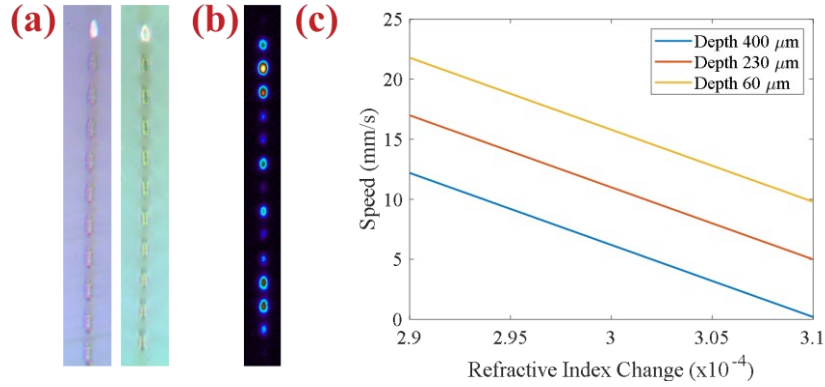 (a)
(b)
(c)
25
20
15
10
5
0
Speed (mm/s)
Depth 400 μm
Depth 230 μm
Depth 60 μm
2.9
2.95
3
3.05
3.1
Refractive Index Change (x10⁻⁴)